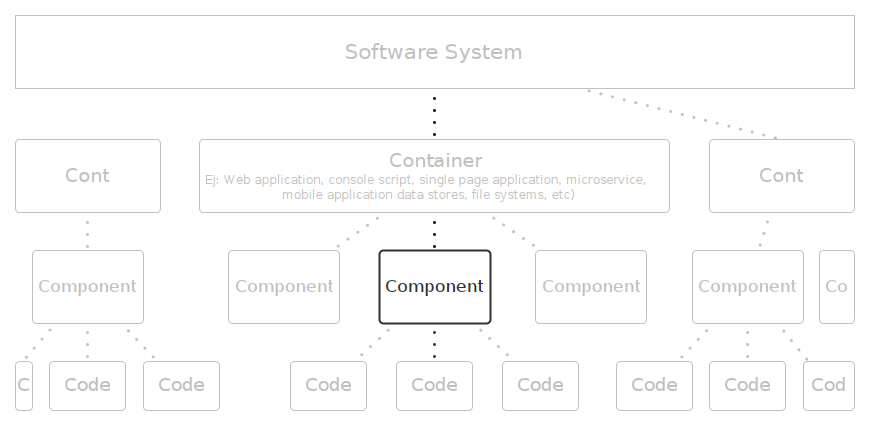 Software System
Cont
Container
Ej: Web application, console script, single page application, microservice,
mobile application data stores, file systems, etc)
Cont
Component
Component
Component
Component
Component
Co
C
Code
Code
Code
Code
Code
Code
Code
Cod